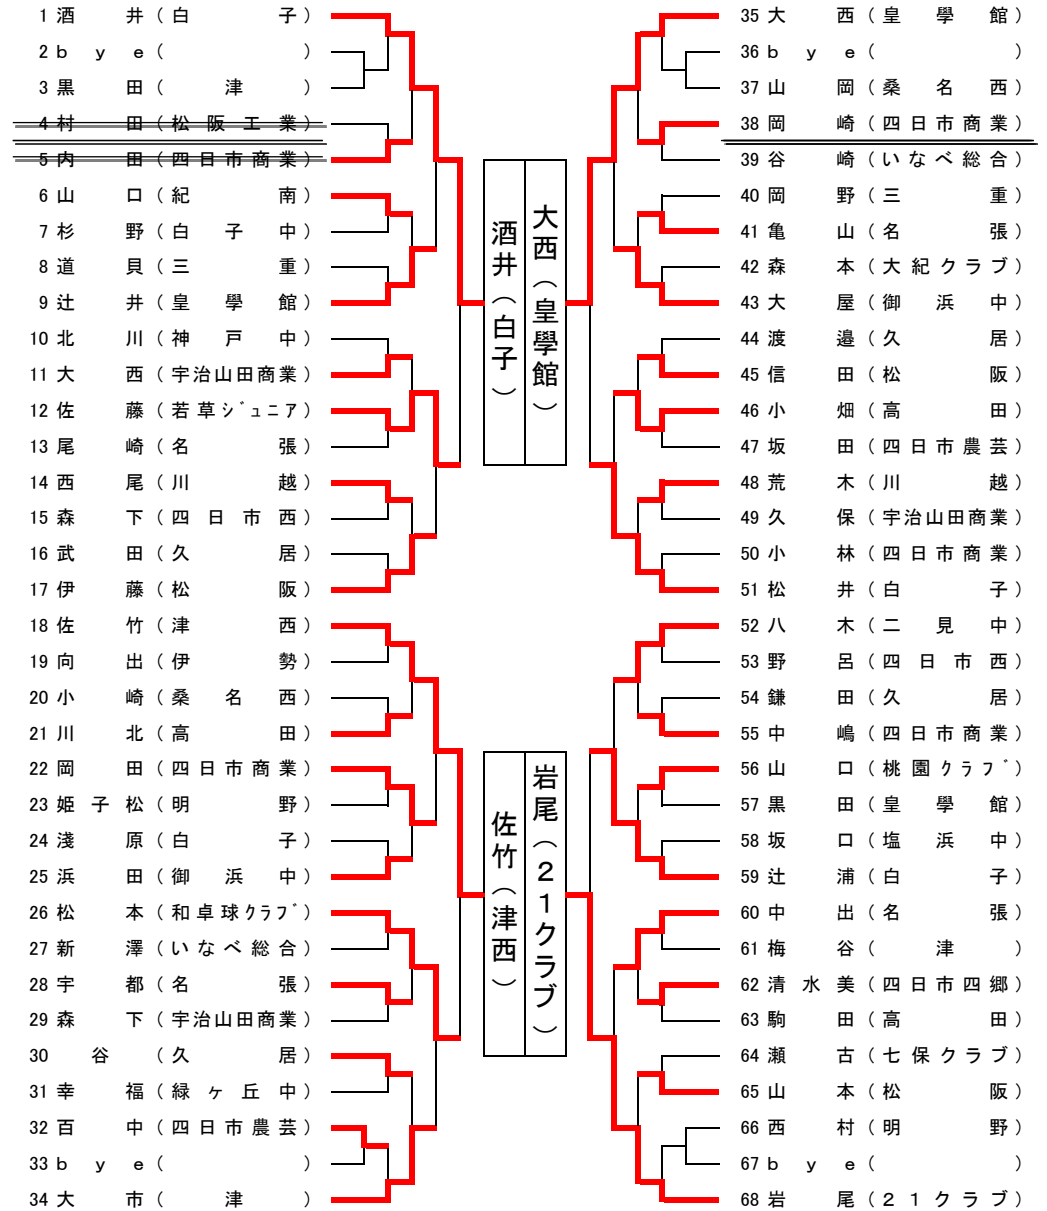 1 酒 井 ( 白 子 )
2 b y e ( )
3 黒 田 ( 津 )
4 村 田 ( 松 阪 工 業 )
5 内 田 ( 四 日 市 商 業 )
6 山 口 ( 紀 南 )
7 杉 野 ( 白 子 中 )
8 道 貝 ( 三 重 )
9 辻 井 ( 皇 學 館 )
10 北 川 ( 神 戸 中 )
11 大 西 ( 宇治山田商業 )
12 佐 藤 ( 若草ｼﾞｭﾆｱ )
13 尾 崎 ( 名 張 )
14 西 尾 ( 川 越 )
15 森 下 ( 四 日 市 西 )
16 武 田 ( 久 居 )
17 伊 藤 ( 松 阪 )
18 佐 竹 ( 津 西 )
19 向 出 ( 伊 勢 )
20 小 崎 ( 桑 名 西 )
21 川 北 ( 高 田 )
22 岡 田 ( 四 日 市 商 業 )
23 姫 子 松 ( 明 野 )
24 淺 原 ( 白 子 )
25 浜 田 ( 御 浜 中 )
26 松 本 ( 和卓球ｸﾗﾌﾞ )
27 新 澤 ( い な べ 総 合 )
28 宇 都 ( 名 張 )
29 森 下 ( 宇治山田商業 )
30 谷 ( 久 居 )
31 幸 福 ( 緑 ヶ 丘 中 )
32 百 中 ( 四 日 市 農 芸 )
33 b y e ( )
34 大 市 ( 津 )
酒井(白子)
大西(皇學館)
佐竹(津西)
岩尾(21クラブ)
35 大 西 ( 皇 學 館 )
36 b y e ( )
37 山 岡 ( 桑 名 西 )
38 岡 崎 ( 四 日 市 商 業 )
39 谷 崎 ( い な べ 総 合 )
40 岡 野 ( 三 重 )
41 亀 山 ( 名 張 )
42 森 本 ( 大 紀 ク ラ ブ )
43 大 屋 ( 御 浜 中 )
44 渡 邉 ( 久 居 )
45 信 田 ( 松 阪 )
46 小 畑 ( 高 田 )
47 坂 田 ( 四 日 市 農 芸 )
48 荒 木 ( 川 越 )
49 久 保 ( 宇治山田商業 )
50 小 林 ( 四 日 市 商 業 )
51 松 井 ( 白 子 )
52 八 木 ( 二 見 中 )
53 野 呂 ( 四 日 市 西 )
54 鎌 田 ( 久 居 )
55 中 嶋 ( 四 日 市 商 業 )
56 山 口 ( 桃園ｸﾗﾌﾞ )
57 黒 田 ( 皇 學 館 )
58 坂 口 ( 塩 浜 中 )
59 辻 浦 ( 白 子 )
60 中 出 ( 名 張 )
61 梅 谷 ( 津 )
62 清 水 美 ( 四 日 市 四 郷 )
63 駒 田 ( 高 田 )
64 瀬 古 ( 七 保 ク ラ ブ )
65 山 本 ( 松 阪 )
66 西 村 ( 明 野 )
67 b y e ( )
68 岩 尾 ( 2 1 ク ラ ブ )